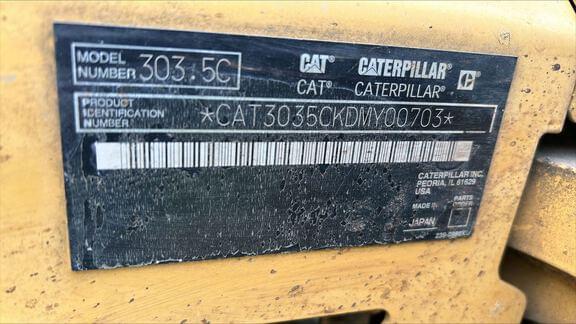 MODEL NUMBER 303.5C
CAT CATERPILLAR C
CAT® CATERPILLAR®
PRODUCT IDENTIFICATION NUMBER *CAT3035CKDMY00703*
CATERPILLAR INC.
PEORIA, IL 61629
USA
MADE IN PARTS
JAPAN